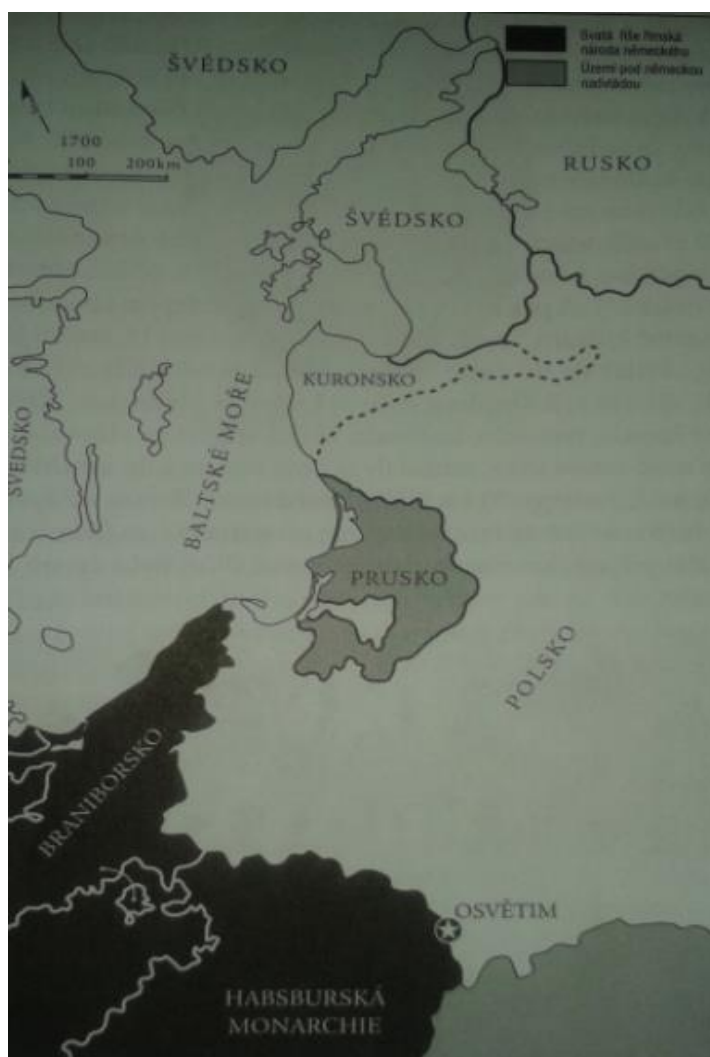 ŠVÉDSKO
Svatá říše římská
národa německého
Území pod německou
nadvládou
1700
100 200km
RUSKO
ŠVÉDSKO
KURONSKO
BALTSKÉ MOŘE
ŠVÉDSKO
PRUSKO
POLSKO
BRANIBORSKO
OSVĚTIM
HABSBURSKÁ
MONARCHIE